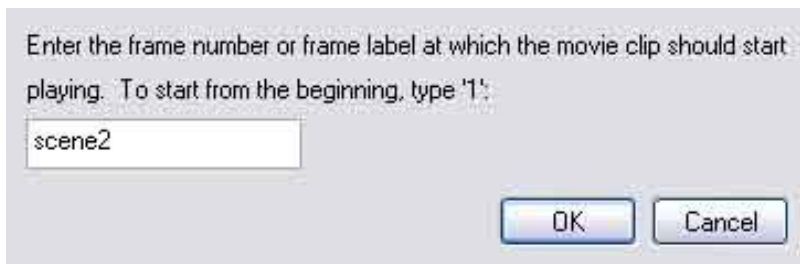 Enter the frame number or frame label at which the movie clip should start
playing.  To start from the beginning, type '1':
scene2
OK Cancel